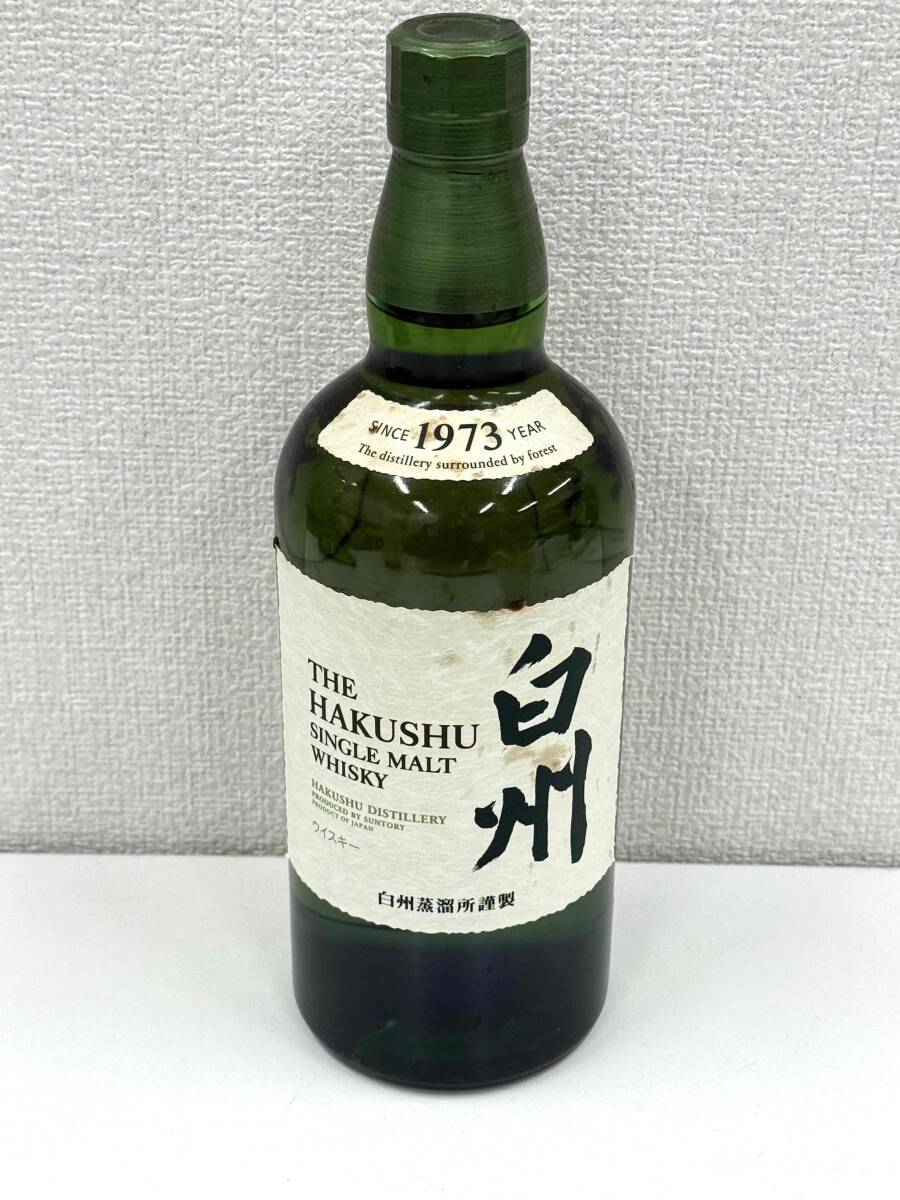 SINCE 1973 YEAR
The distillery surrounded by forest
THE
HAKUSHU
SINGLE MALT
WHISKY
HAKUSHU DISTILLERY
PRODUCED BY SUNTORY
PRODUCT OF JAPAN
ウイスキー
白州
白州蒸溜所謹製